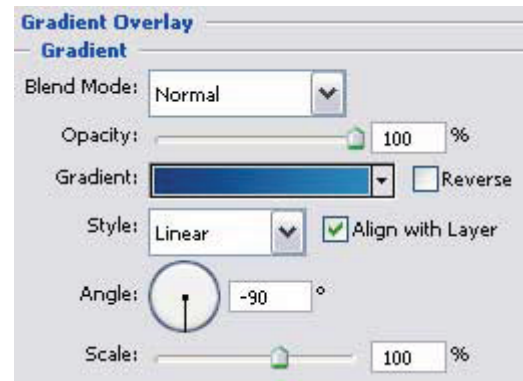 Gradient Overlay
Gradient
Blend Mode: Normal
Opacity: 100 %
Gradient: Reverse
Style: Linear Align with Layer
Angle: -90 °
Scale: 100 %